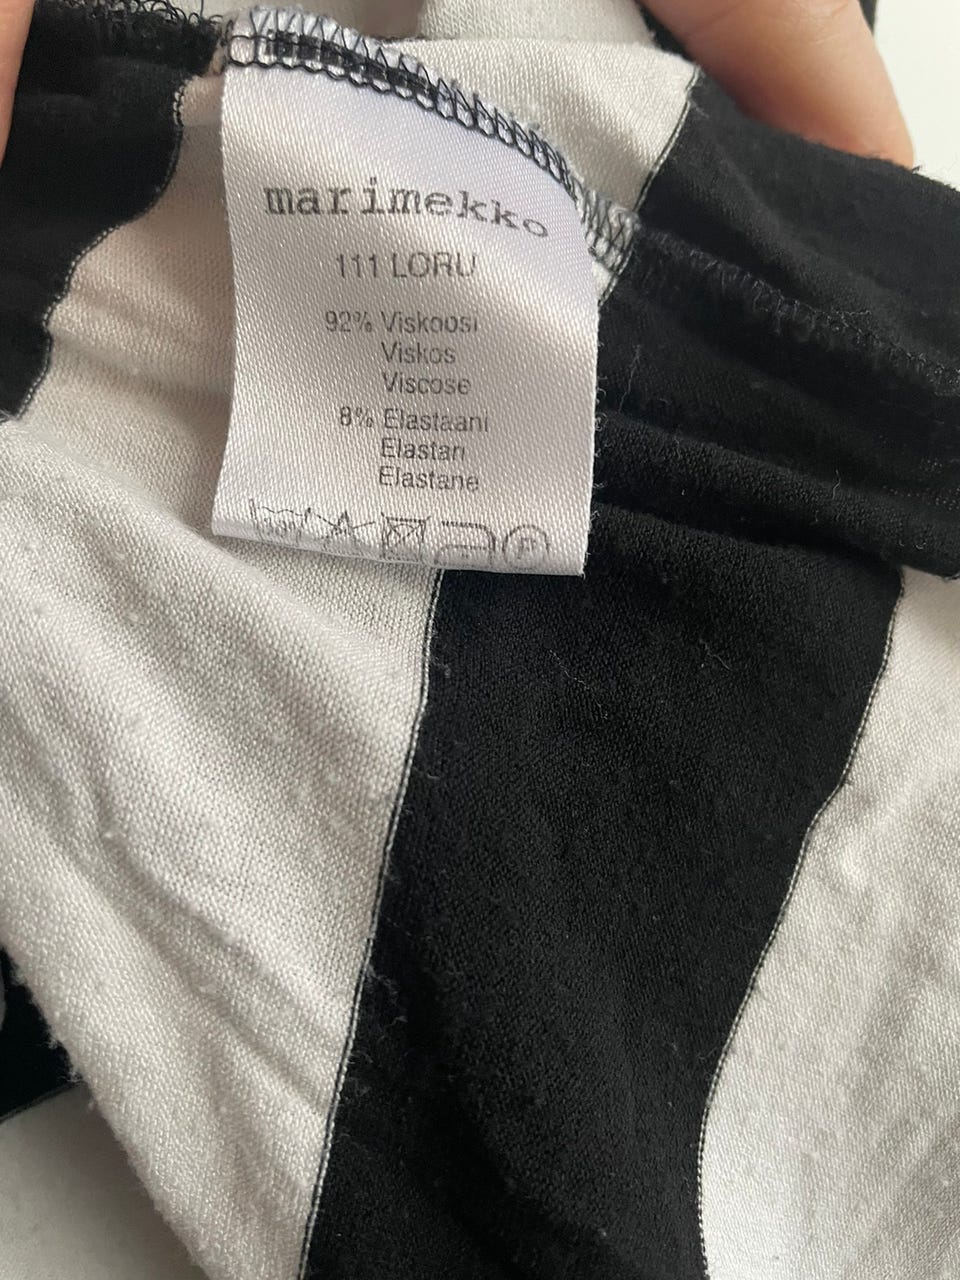 marimekko
111 LORU
92% Viskoosi
Viskos
Viscose
8% Elastaani
Elastan
Elastane